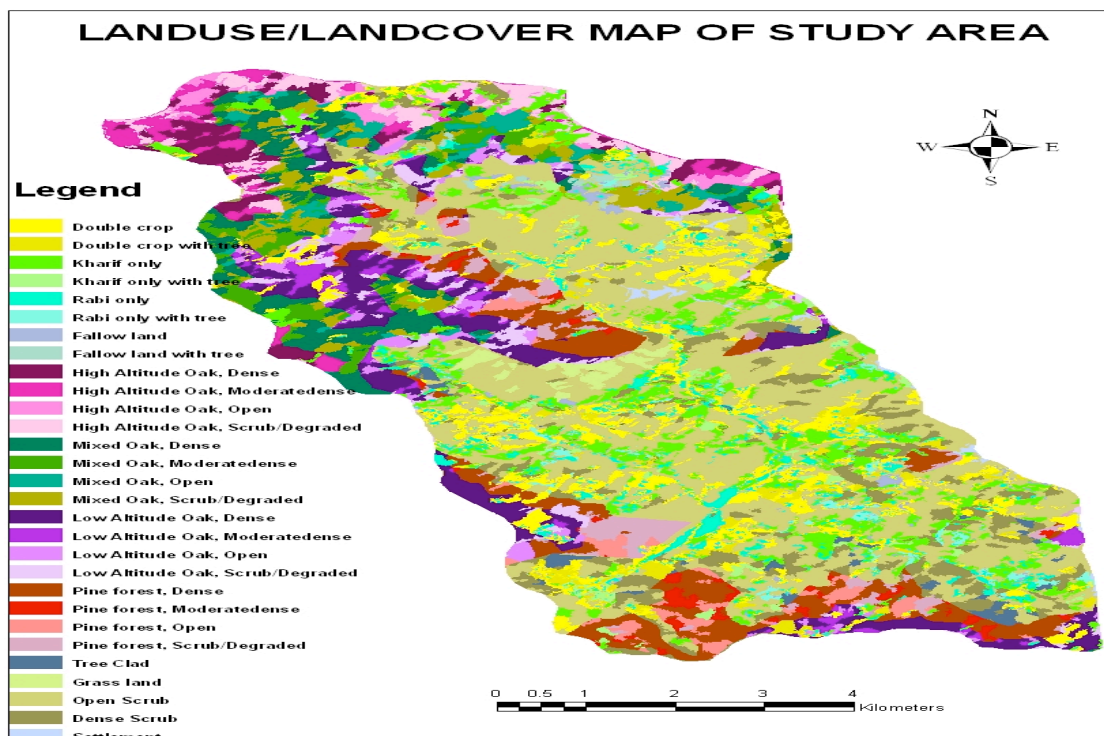 LANDUSE/LANDCOVER MAP OF STUDY AREA
N
W E
S
Legend
Double crop
Double crop with tree
Kharif only
Kharif only with tree
Rabi only
Rabi only with tree
Fallow land
Fallow land with tree
High Altitude Oak, Dense
High Altitude Oak, Moderatedense
High Altitude Oak, Open
High Altitude Oak, Scrub/Degraded
Mixed Oak, Dense
Mixed Oak, Moderatedense
Mixed Oak, Open
Mixed Oak, Scrub/Degraded
Low Altitude Oak, Dense
Low Altitude Oak, Moderatedense
Low Altitude Oak, Open
Low Altitude Oak, Scrub/Degraded
Pine forest, Dense
Pine forest, Moderatedense
Pine forest, Open
Pine forest, Scrub/Degraded
Tree Clad
Grass land
Open Scrub
Dense Scrub
Settlement
0 0.5 1 2 3 4
Kilometers